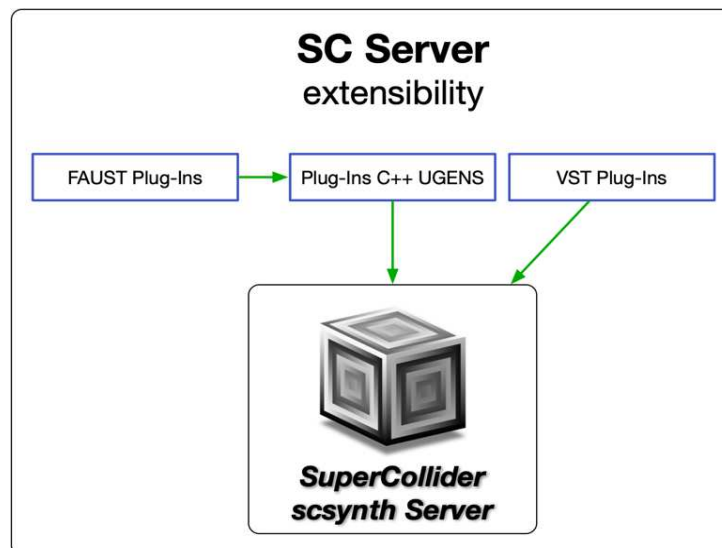 SC Server
extensibility
FAUST Plug-Ins
Plug-Ins C++ UGENS
VST Plug-Ins
SuperCollider
scsynth Server